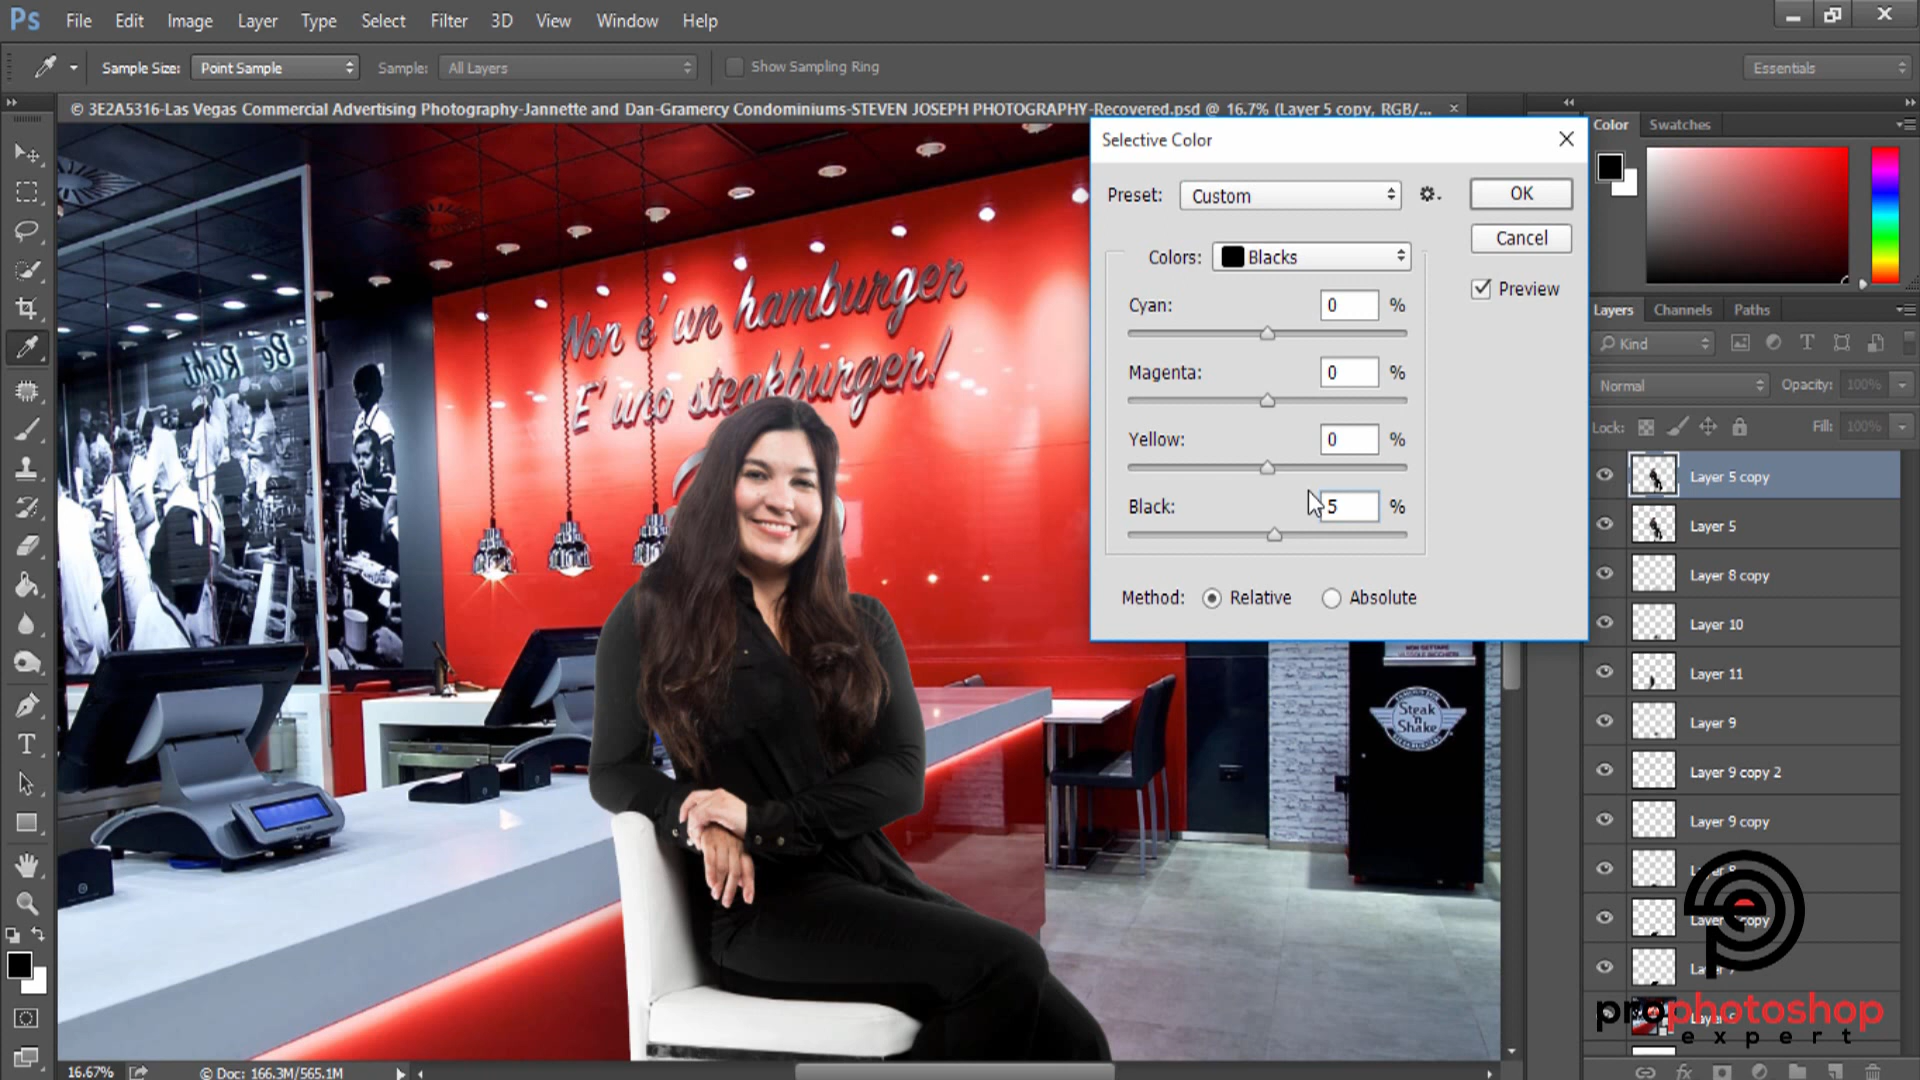 Ps File Edit Image Layer Type Select Filter 3D View Window Help
Sample Size: Point Sample Sample: All Layers Show Sampling Ring Essentials
© 3E2A5316-Las Vegas Commercial Advertising Photography-Jannette and Dan-Gramercy Condominiums-STEVEN JOSEPH PHOTOGRAPHY-Recovered.psd @ 16.7% (Layer 5 copy, RGB/...
Color Swatches
Selective Color
Preset: Custom OK
Cancel
Colors: Blacks
Preview
Cyan: 0 %
Magenta: 0 %
Yellow: 0 %
Black: 5 %
Method: Relative Absolute
Non e' un hamburger
E' uno steakburger!
Be Right
Steak
'n
Shake
Layers Channels Paths
Kind
Normal Opacity: 100%
Lock: Fill: 100%
Layer 5 copy
Layer 5
Layer 8 copy
Layer 10
Layer 11
Layer 9
Layer 9 copy 2
Layer 9 copy
Layer 8
copy
prophotoshop
expert
16.67% © Doc: 166.3M/565.1M